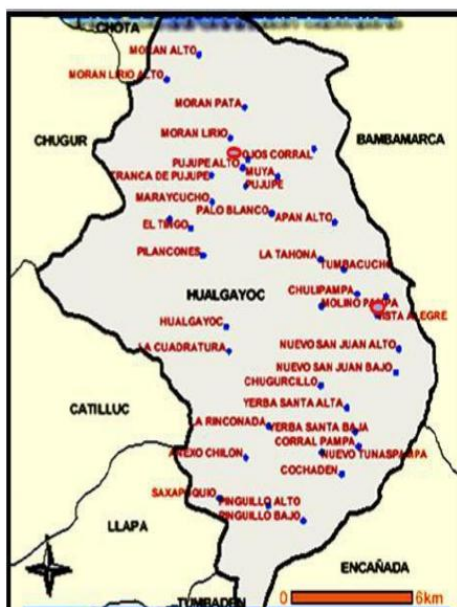 CHOTA
MORAN ALTO
MORAN LIRIO ALTO
MORAN PATA
CHUGUR
MORAN LIRIO
BAMBAMARCA
OJOS CORRAL
PUJUPE ALTO
MUYA
TRANCA DE PUJUPE
PUJUPE
MARAYCUCHO
PALO BLANCO
APAN ALTO
EL TINGO
PILANCONES
LA TAHONA
TUMBACUCHO
HUALGAYOC
CHULIPAMPA
MOLINO PAMPA
VISTA ALEGRE
HUALGAYOC
LA CUADRATURA
NUEVO SAN JUAN ALTO
NUEVO SAN JUAN BAJO
CHUGURCILLO
CATILLUC
YERBA SANTA ALTA
LA RINCONADA
YERBA SANTA BAJA
CORRAL PAMPA
ANEXO CHILON
NUEVO TUNASPAMPA
COCHADEN
SAXAPUQUIO
PINGUILLO ALTO
LLAPA
PINGUILLO BAJO
ENCAÑADA
TUMBADEN
0 6km